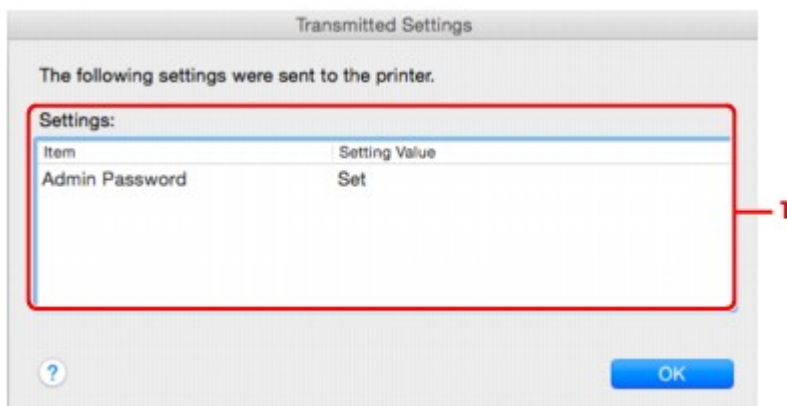 Transmitted Settings
The following settings were sent to the printer.
Settings:
Item Setting Value
Admin Password Set
1
? OK